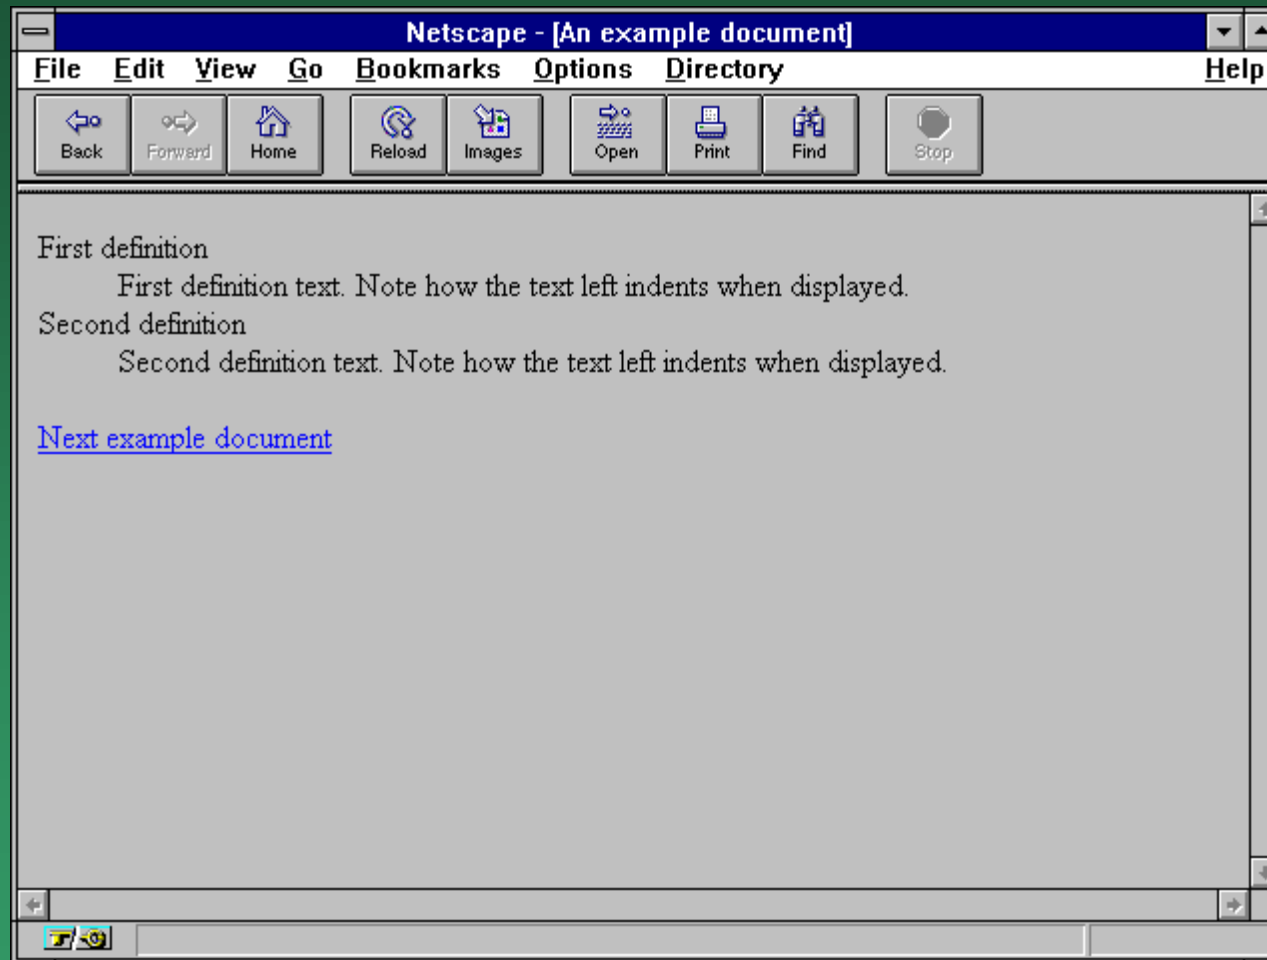 Netscape - [An example document]
File Edit View Go Bookmarks Options Directory Help
Back Forward Home Reload Images Open Print Find Stop
First definition
First definition text. Note how the text left indents when displayed.
Second definition
Second definition text. Note how the text left indents when displayed.
Next example document